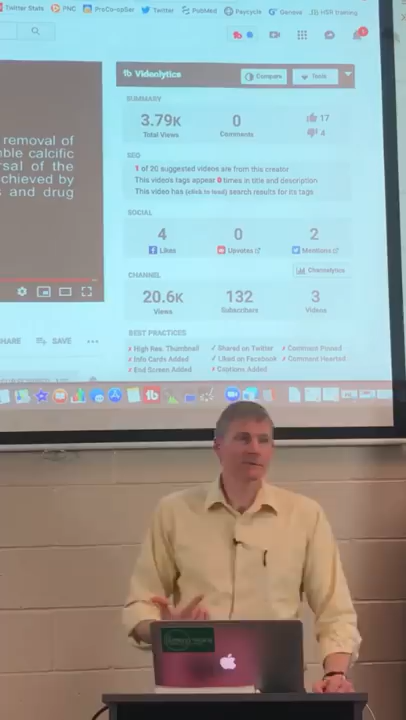 Twitter Stats PNC ProCo-opSer Twitter PubMed Paycycle Geneva HSR training
removal of
ble calcific
rsal of the
chieved by
s and drug
HARE SAVE
Videolytics Compare Tools
SUMMARY
3.79K 0 17
Total Views Comments 4
SEO
1 of 20 suggested videos are from this creator
This video's tags appear 0 times in title and description
This video has (click to load) search results for its tags
SOCIAL
4 0 2
Likes Upvotes Mentions
CHANNEL Channelytics
20.6K 132 3
Views Subscribers Videos
BEST PRACTICES
High Res. Thumbnail Shared on Twitter Comment Pinned
Info Cards Added Liked on Facebook Comment Hearted
End Screen Added Captions Added